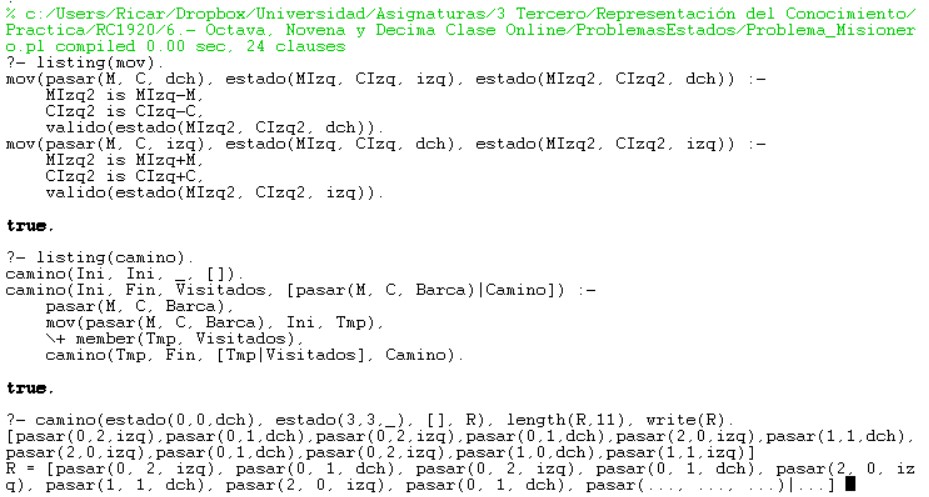 % c:/Users/Ricar/Dropbox/Universidad/Asignaturas/3 Tercero/Representación del Conocimiento/
Practica/RC1920/6.- Octava, Novena y Decima Clase Online/ProblemasEstados/Problema_Misioner
o.pl compiled 0.00 sec, 24 clauses
?- listing(mov).
mov(pasar(M, C, dch), estado(MIzq, CIzq, izq), estado(MIzq2, CIzq2, dch)) :-
    MIzq2 is MIzq-M,
    CIzq2 is CIzq-C,
    valido(estado(MIzq2, CIzq2, dch)).
mov(pasar(M, C, izq), estado(MIzq, CIzq, dch), estado(MIzq2, CIzq2, izq)) :-
    MIzq2 is MIzq+M,
    CIzq2 is CIzq+C,
    valido(estado(MIzq2, CIzq2, izq)).
true.
?- listing(camino).
camino(Ini, Ini, _, []).
camino(Ini, Fin, Visitados, [pasar(M, C, Barca)|Camino]) :-
    pasar(M, C, Barca),
    mov(pasar(M, C, Barca), Ini, Tmp),
    \+ member(Tmp, Visitados),
    camino(Tmp, Fin, [Tmp|Visitados], Camino).
true.
?- camino(estado(0,0,dch), estado(3,3,_), [], R), length(R,11), write(R).
[pasar(0,2,izq),pasar(0,1,dch),pasar(0,2,izq),pasar(0,1,dch),pasar(2,0,izq),pasar(1,1,dch),
pasar(2,0,izq),pasar(0,1,dch),pasar(0,2,izq),pasar(1,0,dch),pasar(1,1,izq)]
R = [pasar(0, 2, izq), pasar(0, 1, dch), pasar(0, 2, izq), pasar(0, 1, dch), pasar(2, 0, iz
q), pasar(1, 1, dch), pasar(2, 0, izq), pasar(0, 1, dch), pasar(..., ..., ...)|...]